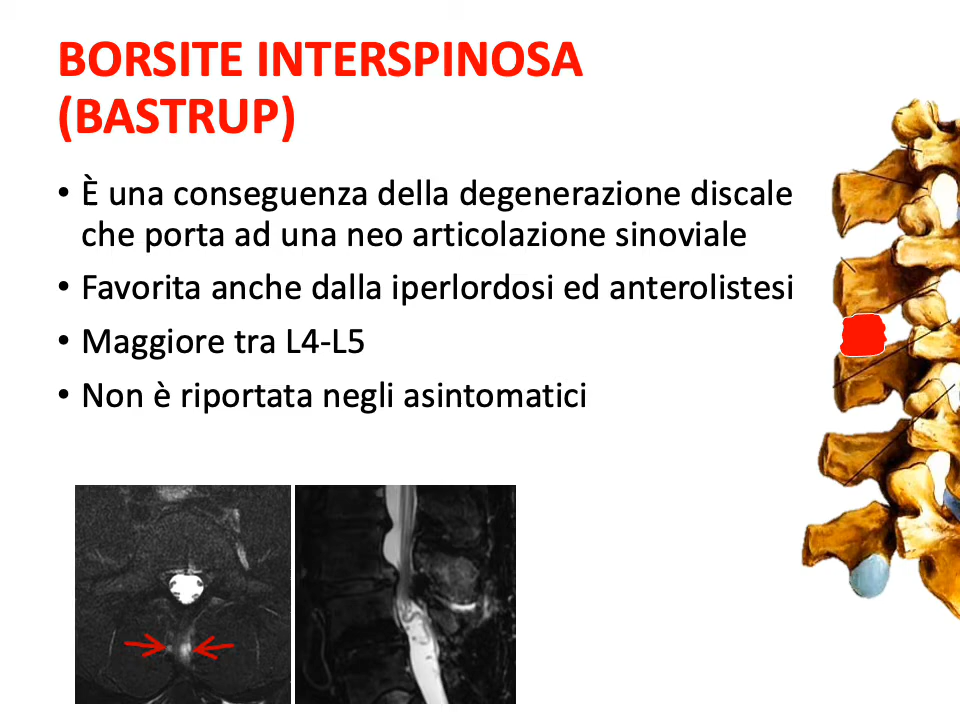 BORSITE INTERSPINOSA
(BASTRUP)
• È una conseguenza della degenerazione discale
che porta ad una neo articolazione sinoviale
• Favorita anche dalla iperlordosi ed anterolistesi
• Maggiore tra L4-L5
• Non è riportata negli asintomatici